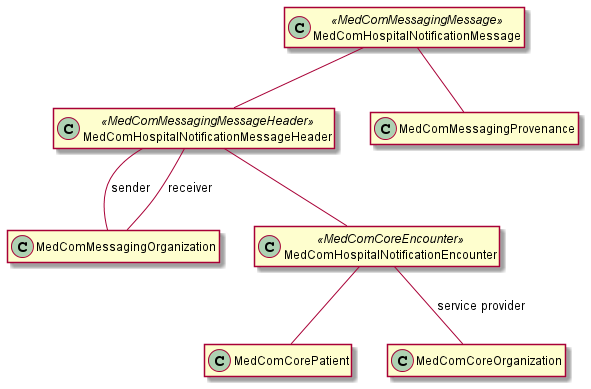 «MedComMessagingMessage»
C MedComHospitalNotificationMessage
«MedComMessagingMessageHeader»
C MedComHospitalNotificationMessageHeader
C MedComMessagingProvenance
sender
receiver
C MedComMessagingOrganization
«MedComCoreEncounter»
C MedComHospitalNotificationEncounter
service provider
C MedComCorePatient
C MedComCoreOrganization